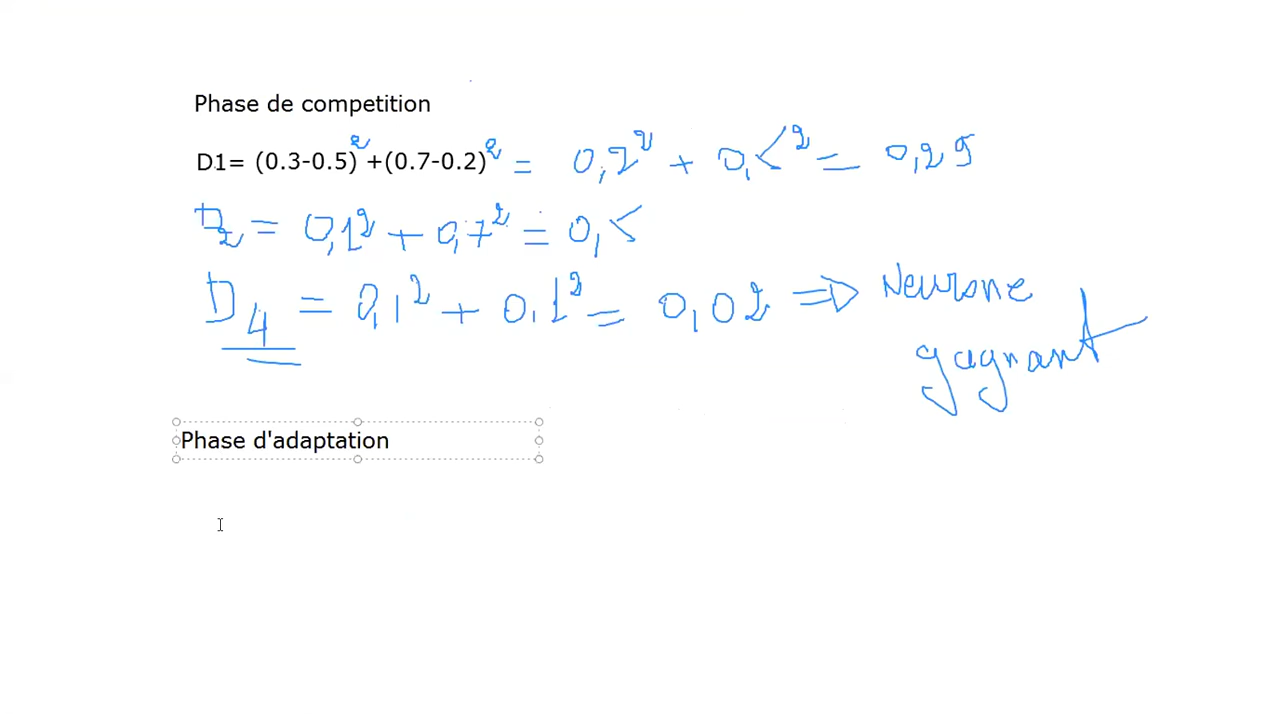 Phase de competition
D1= (0.3-0.5)² +(0.7-0.2)² = 0,2² + 0,5² = 0,29
D2 = 0,1² + 0,7² = 0,5
D4 = 0,1² + 0,1² = 0,02 ⇒ Neurone
gagnant
Phase d'adaptation